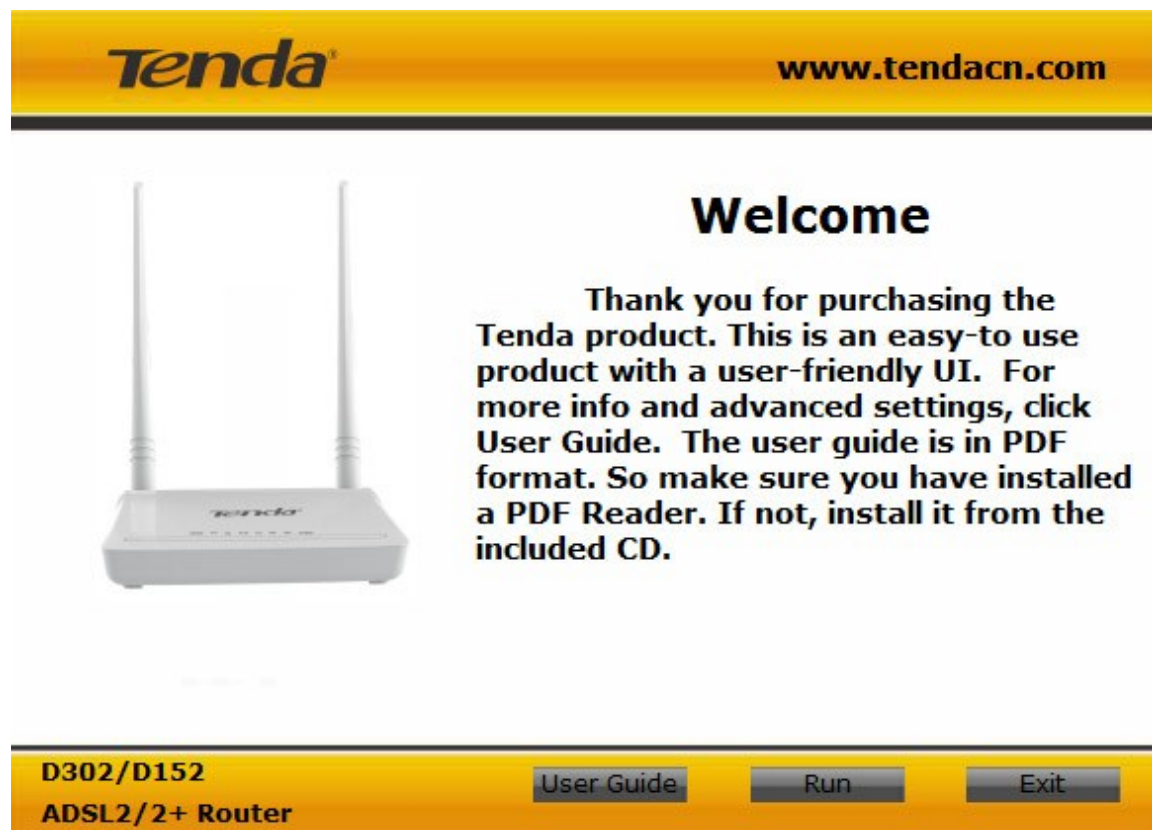 Tenda
www.tendacn.com
Welcome
Thank you for purchasing the
Tenda product. This is an easy-to use
product with a user-friendly UI.  For
more info and advanced settings, click
User Guide.  The user guide is in PDF
format. So make sure you have installed
a PDF Reader. If not, install it from the
included CD.
Tenda
D302/D152
ADSL2/2+ Router
User Guide
Run
Exit